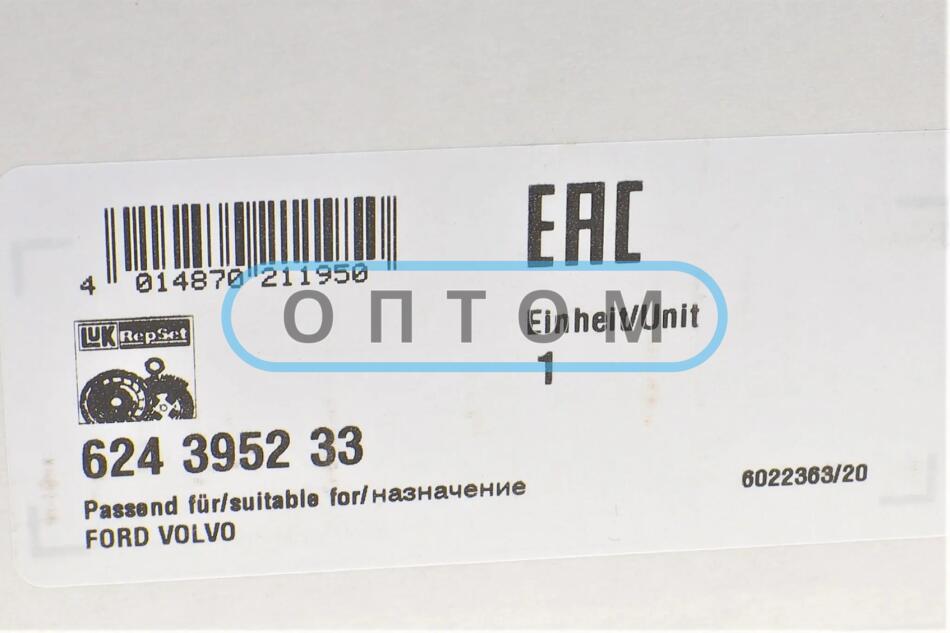 4 014870 211950
EAC
ОПТОМ
LuK RepSet
Einheit/Unit
1
624 3952 33
Passend für/suitable for/назначение
FORD VOLVO
6022363/20